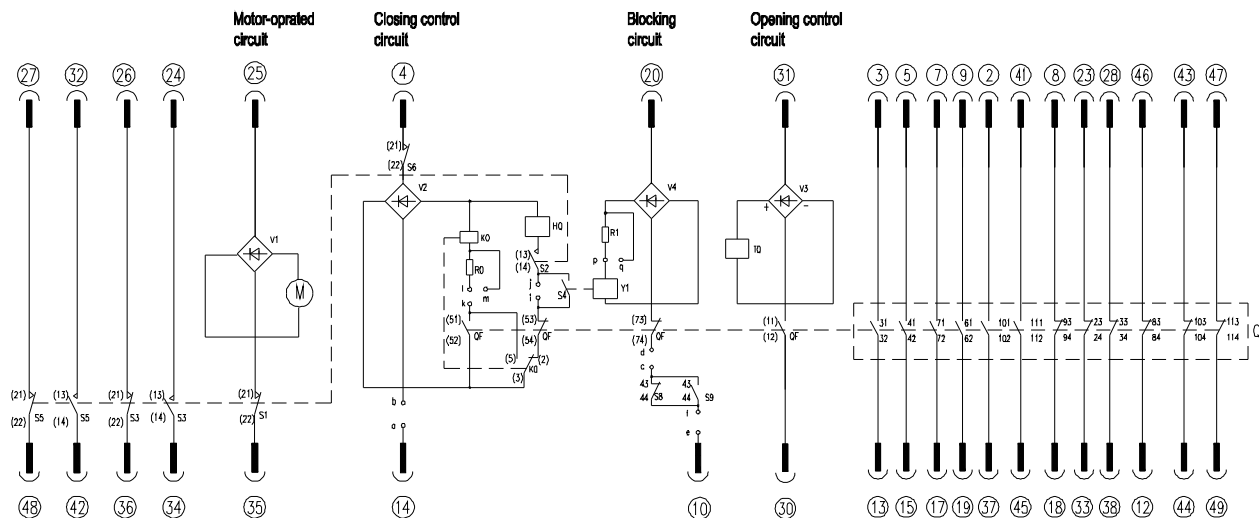 Motor-oprated circuit
Closing control circuit
Blocking circuit
Opening control circuit
27 32 26 24 25 4 20 31 3 5 7 9 2 41 8 23 28 46 43 47
(21)
(22) S6
V2 V4 V3
+ −
HQ
K0 R1 TQ
V1
(13)
(14) S2
R0 p q
M
l m j S4 Y1
k i
(51) (53) (73) (11) 31 41 71 61 101 111 93 23 33 83 103 113
(52) QF (54) QF (74) QF (12) QF 32 42 72 62 102 112 94 24 34 84 104 114 Q
(5) (2) d
(3) K0 c
43 43
44 S8 44 S9
(21) (13) (21) (13) (21)
(22) S5 (14) S5 (22) S3 (14) S3 (22) S1
b f
a e
48 42 36 34 35 14 10 30 13 15 17 19 37 45 18 33 38 12 44 49